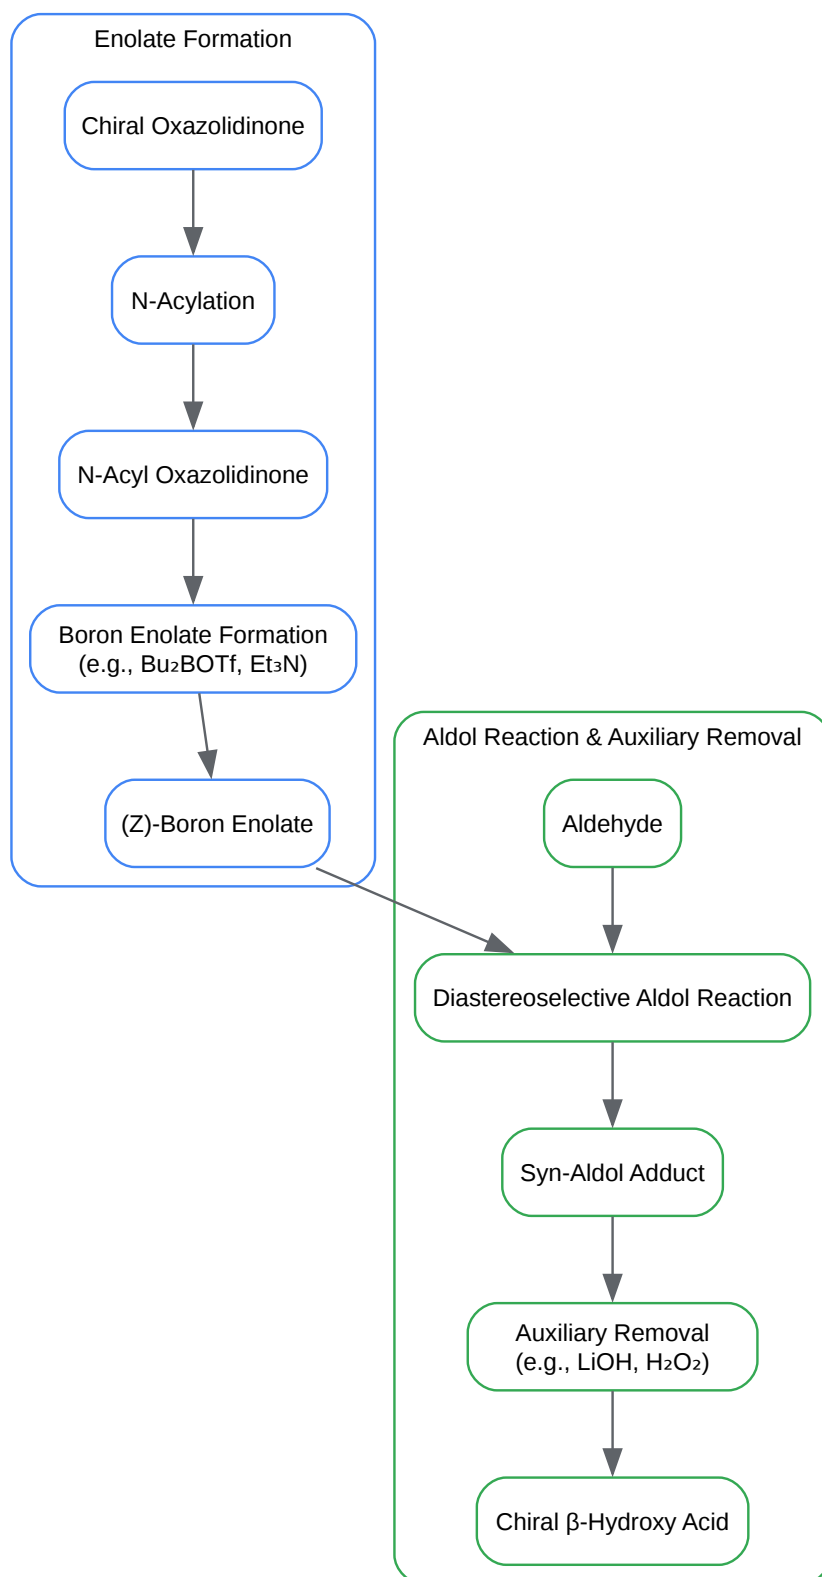 Enolate Formation
Chiral Oxazolidinone
N-Acylation
N-Acyl Oxazolidinone
Boron Enolate Formation
(e.g., Bu₂BOTf, Et₃N)
(Z)-Boron Enolate
Aldol Reaction & Auxiliary Removal
Aldehyde
Diastereoselective Aldol Reaction
Syn-Aldol Adduct
Auxiliary Removal
(e.g., LiOH, H₂O₂)
Chiral β-Hydroxy Acid